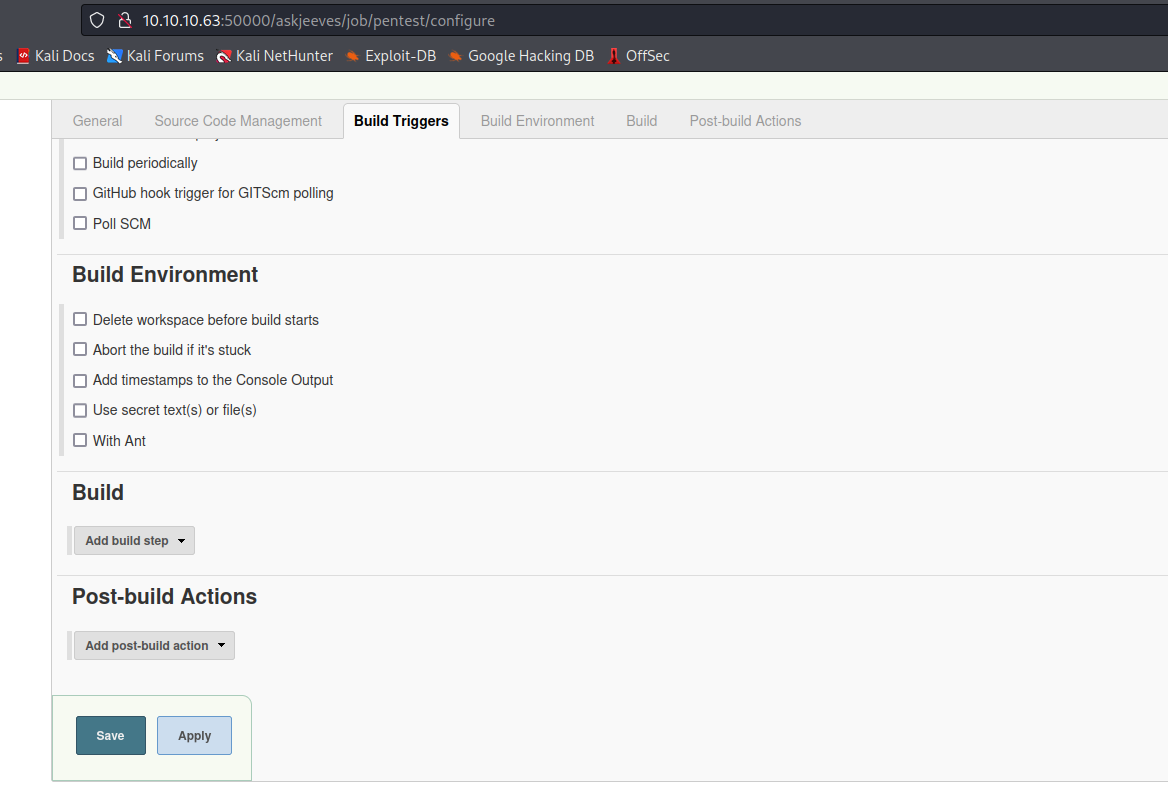 10.10.10.63:50000/askjeeves/job/pentest/configure
s Kali Docs Kali Forums Kali NetHunter Exploit-DB Google Hacking DB OffSec
General Source Code Management Build Triggers Build Environment Build Post-build Actions
Build periodically
GitHub hook trigger for GITScm polling
Poll SCM
Build Environment
Delete workspace before build starts
Abort the build if it's stuck
Add timestamps to the Console Output
Use secret text(s) or file(s)
With Ant
Build
Add build step
Post-build Actions
Add post-build action
Save Apply